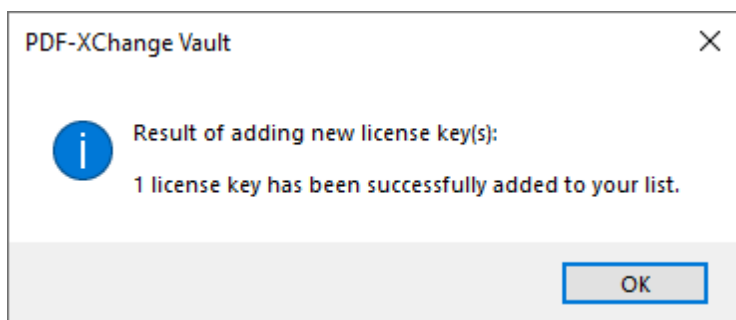 PDF-XChange Vault
Result of adding new license key(s):
1 license key has been successfully added to your list.
OK